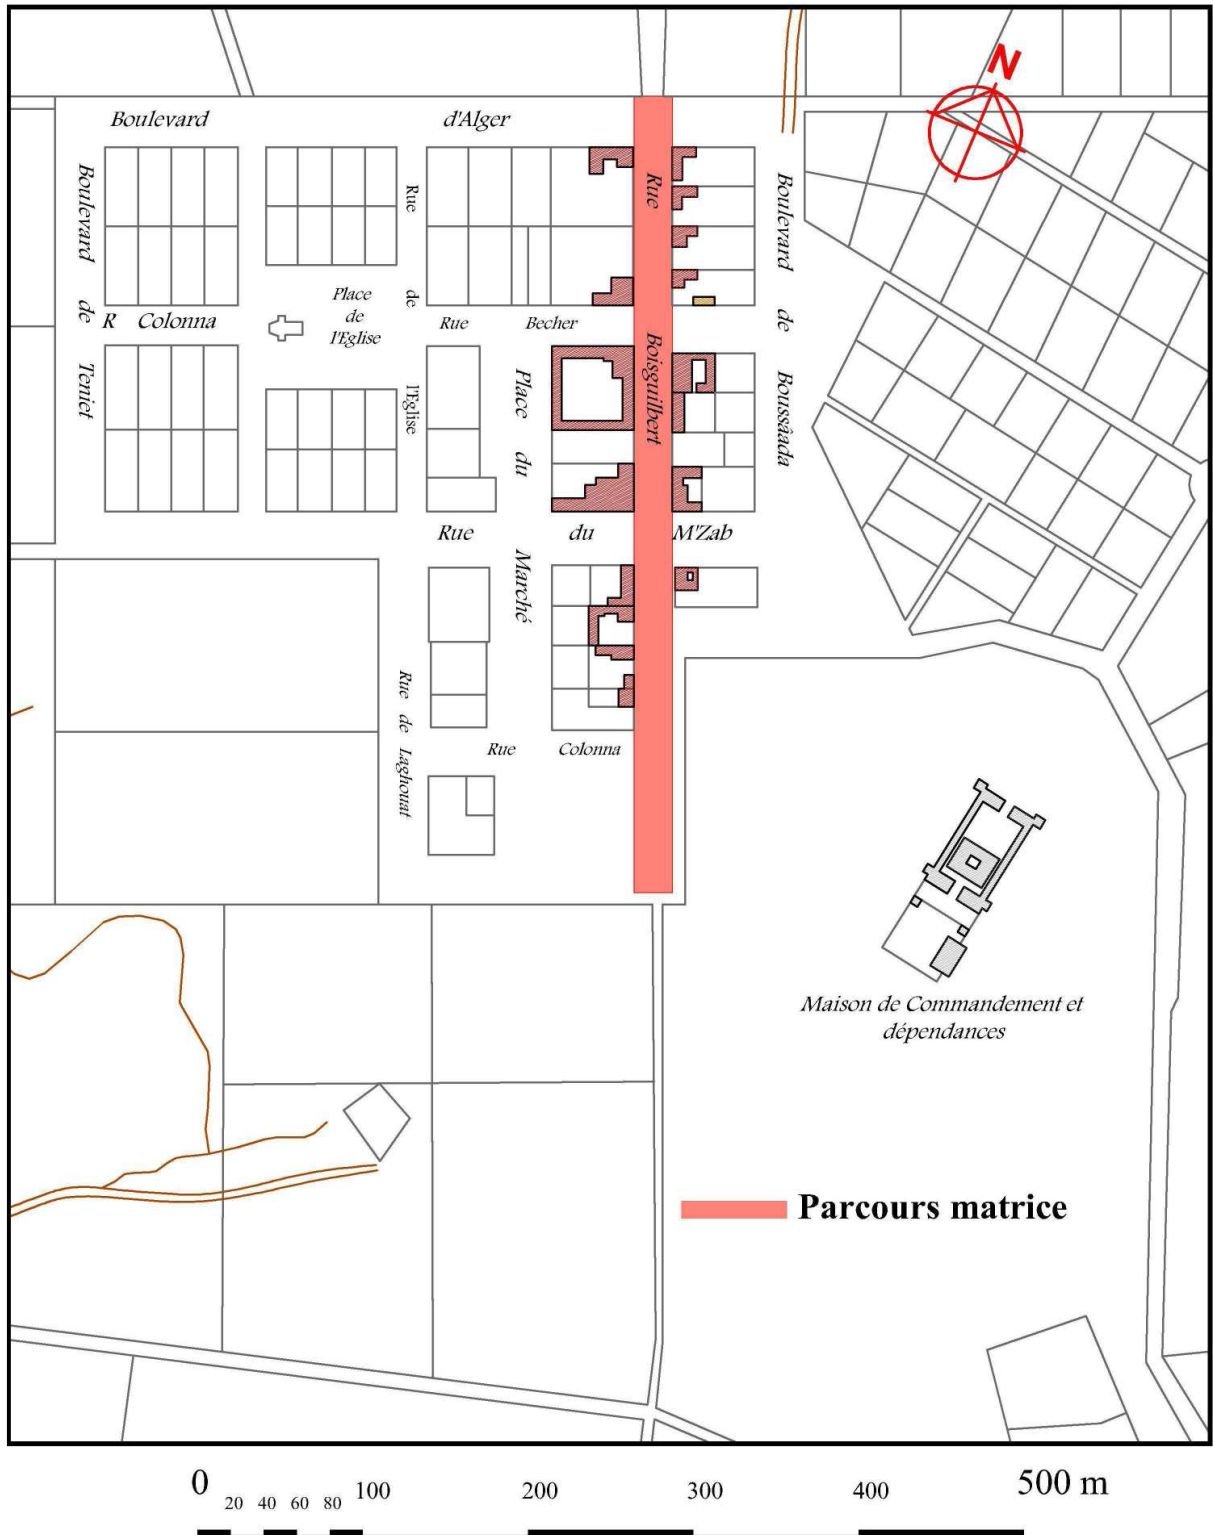 N
Boulevard d'Alger
Boulevard de Teniet
Rue de l'Eglise
Rue Boisguilbert
Boulevard de Boussâada
Place
de
l'Eglise
R Colonna
Rue Becher
Place du Marché
Rue du M'Zab
Rue de Laghouat
Rue Colonna
Maison de Commandement et
dépendances
Parcours matrice
0 20 40 60 80 100 200 300 400 500 m